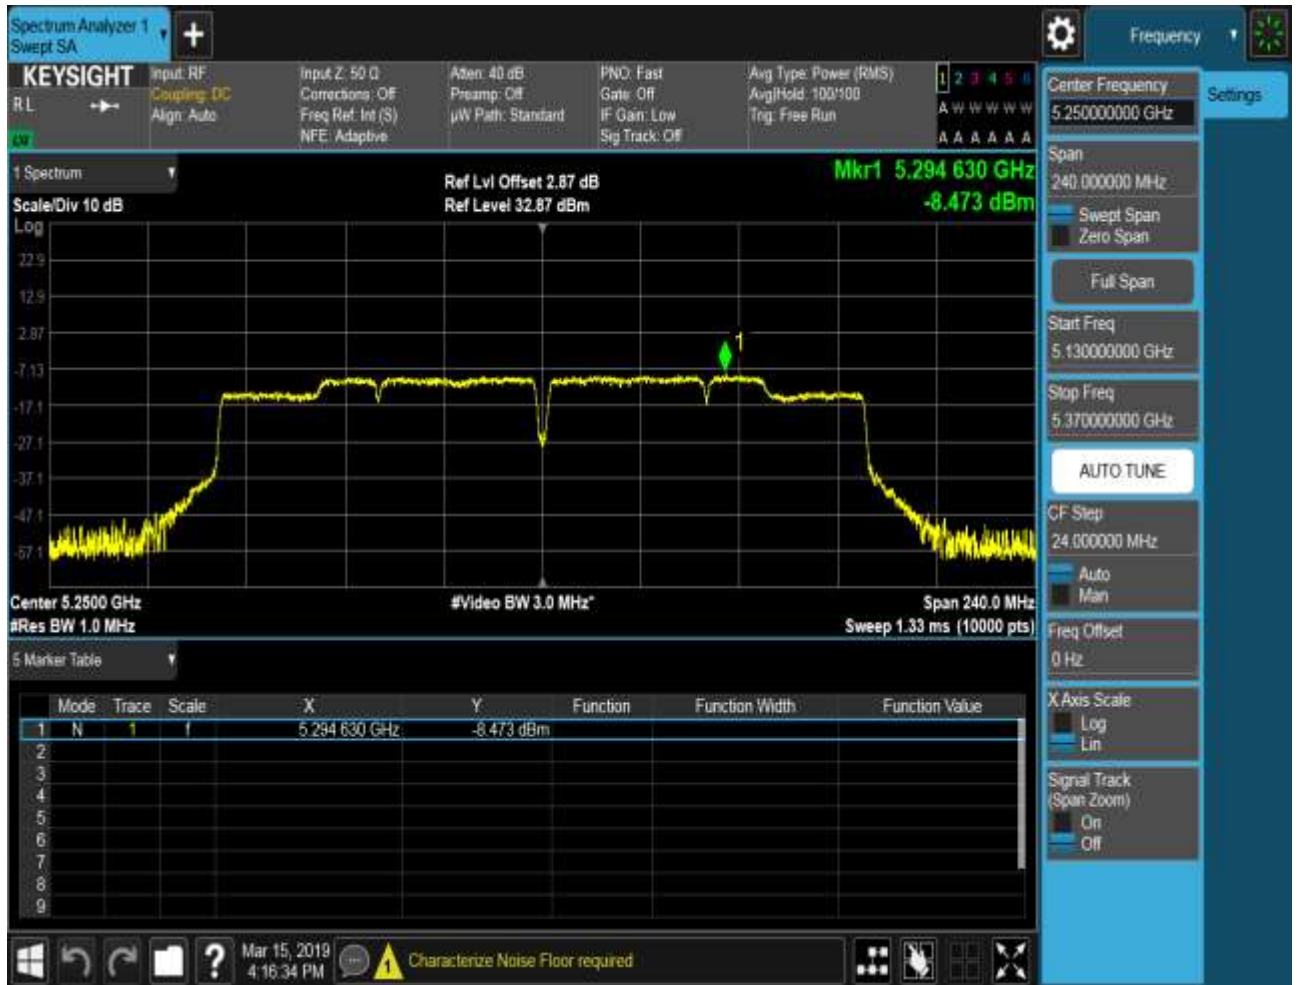 Spectrum Analyzer 1
Swept SA
+
Frequency
KEYSIGHT
RL
Input: RF
Coupling: DC
Align: Auto
Input Z: 50 Ω
Corrections: Off
Freq Ref: Int (S)
NFE: Adaptive
Atten: 40 dB
Preamp: Off
µW Path: Standard
PNO: Fast
Gate: Off
IF Gain: Low
Sig Track: Off
Avg Type: Power (RMS)
Avg|Hold: 100/100
Trig: Free Run
1 2 3 4 5 6
A W W W W W
A A A A A A
1 Spectrum
Scale/Div 10 dB
Ref Lvl Offset 2.87 dB
Ref Level 32.87 dBm
Mkr1 5.294 630 GHz
-8.473 dBm
Log
22.9
12.9
2.87
-7.13
-17.1
-27.1
-37.1
-47.1
-57.1
1
Center 5.2500 GHz
#Res BW 1.0 MHz
#Video BW 3.0 MHz*
Span 240.0 MHz
Sweep 1.33 ms (10000 pts)
5 Marker Table
Mode Trace Scale X Y Function Function Width Function Value
1 N 1 f 5.294 630 GHz -8.473 dBm
2
3
4
5
6
7
8
9
Mar 15, 2019
4:16:34 PM
Characterize Noise Floor required
Center Frequency
5.250000000 GHz
Settings
Span
240.000000 MHz
Swept Span
Zero Span
Full Span
Start Freq
5.130000000 GHz
Stop Freq
5.370000000 GHz
AUTO TUNE
CF Step
24.000000 MHz
Auto
Man
Freq Offset
0 Hz
X Axis Scale
Log
Lin
Signal Track
(Span Zoom)
On
Off